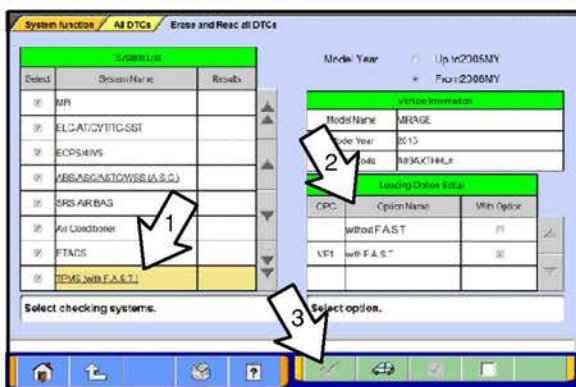 System function
All DTCs
Erase and Read all DTCs
System List
Select
System Name
Results
MPI
ELC-AT/CVT/TC-SST
ECPS/4WS
ABS/ASC/ASTC/WSS (A.S.C.)
SRS-AIR BAG
Air Conditioner
ETACS
TPMS (with F.A.S.T.)
Select checking systems.
Model Year
Up to2005MY
From2006MY
Vehicle Information
Model Name
MIRAGE
Model Year
2015
Code
Loading Option Setup
OPC
Option Name
With Option
without F.A.S.T
with F.A.S.T
Select option.
1
2
3